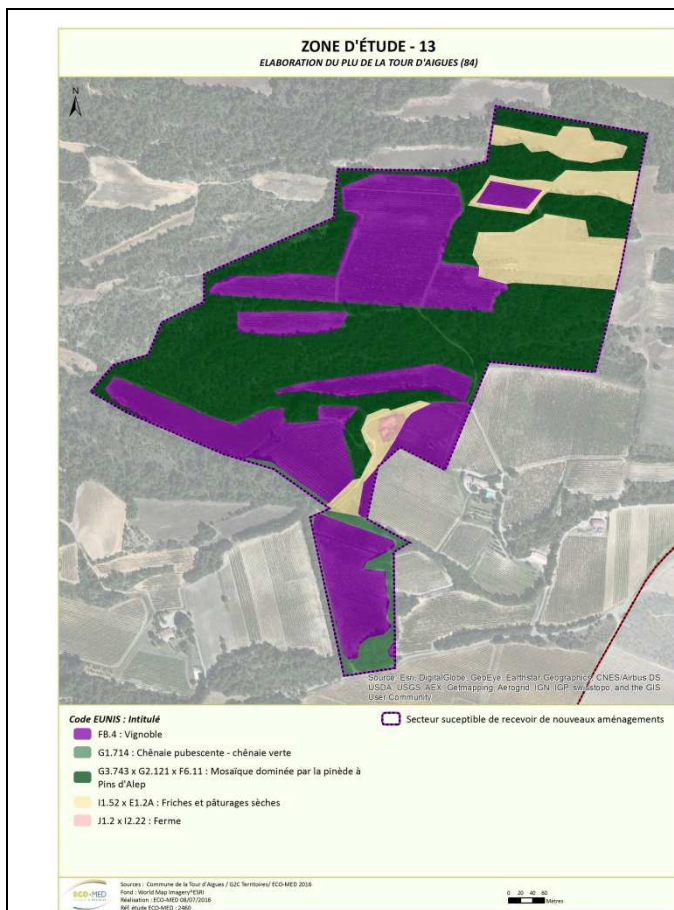 ZONE D'ÉTUDE - 13
ELABORATION DU PLU DE LA TOUR D'AIGUES (84)
N
Source: Esri, DigitalGlobe, GeoEye, Earthstar Geographics, CNES/Airbus DS,
USDA, USGS, AEX, Getmapping, Aerogrid, IGN, IGP, swisstopo, and the GIS
User Community
Code EUNIS : Intitulé
FB.4 : Vignoble
G1.714 : Chênaie pubescente - chênaie verte
G3.743 x G2.121 x F6.11 : Mosaïque dominée par la pinède à
Pins d'Alep
I1.52 x E1.2A : Friches et pâturages sèches
J1.2 x I2.22 : Ferme
Secteur suceptible de recevoir de nouveaux aménagements
ECO-MED
Sources : Commune de la Tour d'Aigues / G2C Territoires/ ECO-MED 2016
Fond : World Map Imagery®ESRI
Réalisation : ECO-MED 08/07/2016
Réf. étude ECO-MED : 2460
0 20 40 60
Mètres